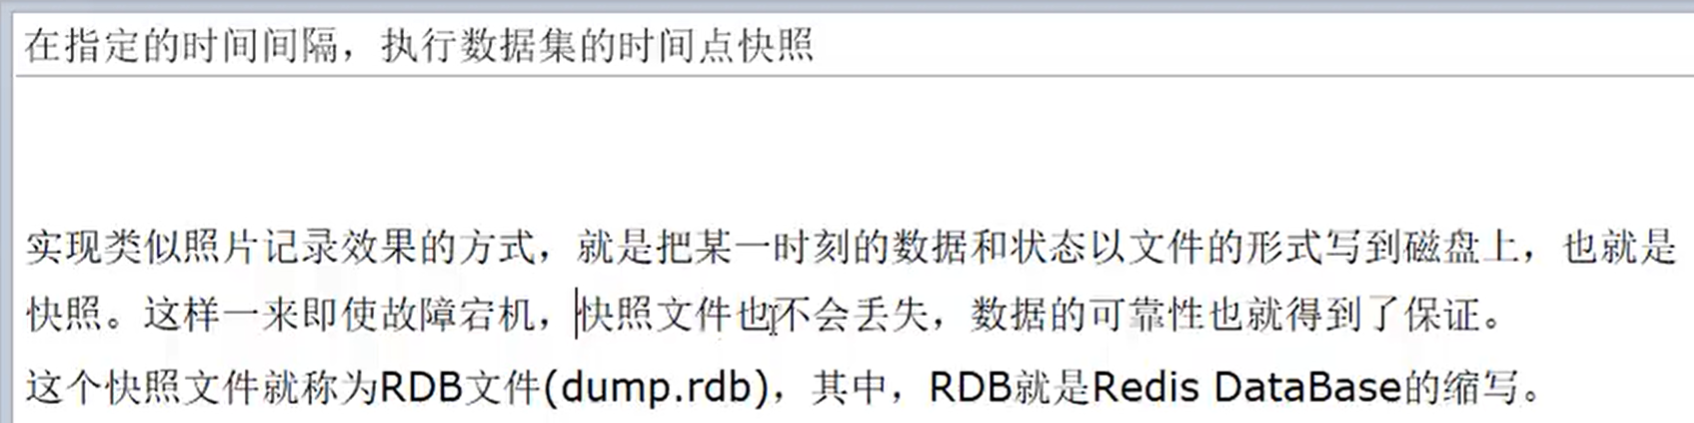 在指定的时间间隔，执行数据集的时间点快照
实现类似照片记录效果的方式，就是把某一时刻的数据和状态以文件的形式写到磁盘上，也就是
快照。这样一来即使故障宕机，快照文件也不会丢失，数据的可靠性也就得到了保证。
这个快照文件就称为RDB文件(dump.rdb)，其中，RDB就是Redis DataBase的缩写。